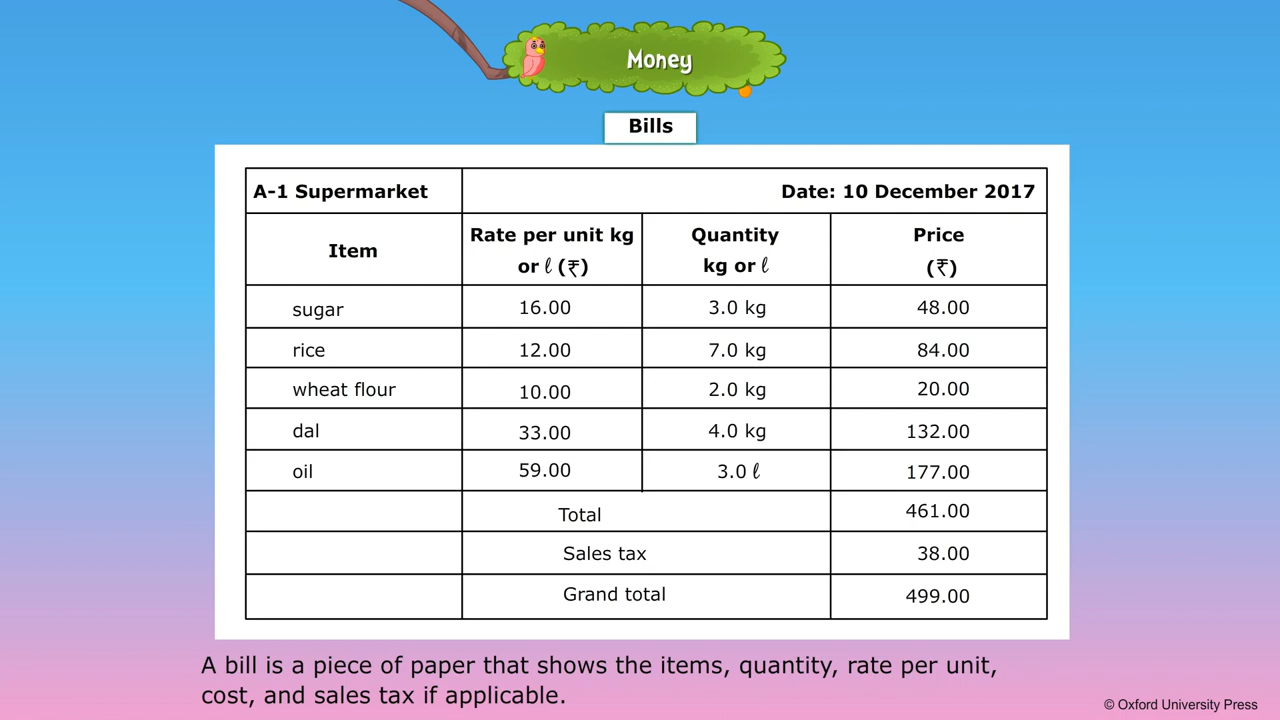 Money
Bills
A-1 Supermarket Date: 10 December 2017
Item Rate per unit kg or ℓ (₹) Quantity kg or ℓ Price (₹)
sugar 16.00 3.0 kg 48.00
rice 12.00 7.0 kg 84.00
wheat flour 10.00 2.0 kg 20.00
dal 33.00 4.0 kg 132.00
oil 59.00 3.0 ℓ 177.00
Total 461.00
Sales tax 38.00
Grand total 499.00
A bill is a piece of paper that shows the items, quantity, rate per unit,
cost, and sales tax if applicable.
© Oxford University Press